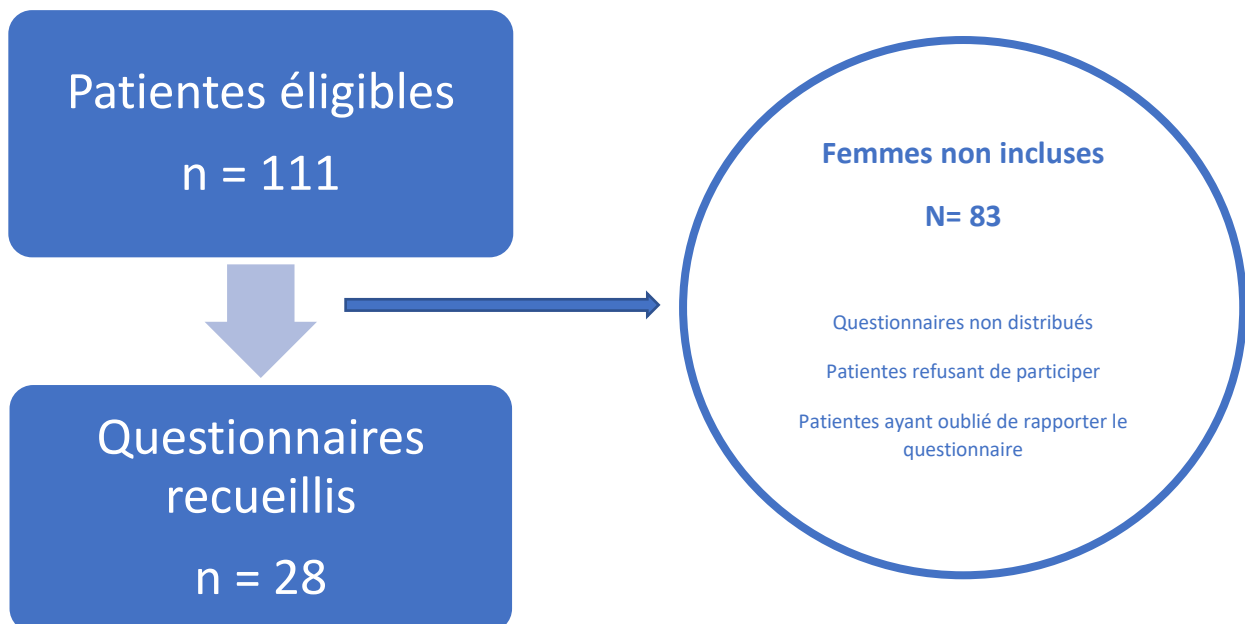 Patientes éligibles
n = 111
Questionnaires
recueillis
n = 28
Femmes non incluses
N= 83
Questionnaires non distribués
Patientes refusant de participer
Patientes ayant oublié de rapporter le
questionnaire